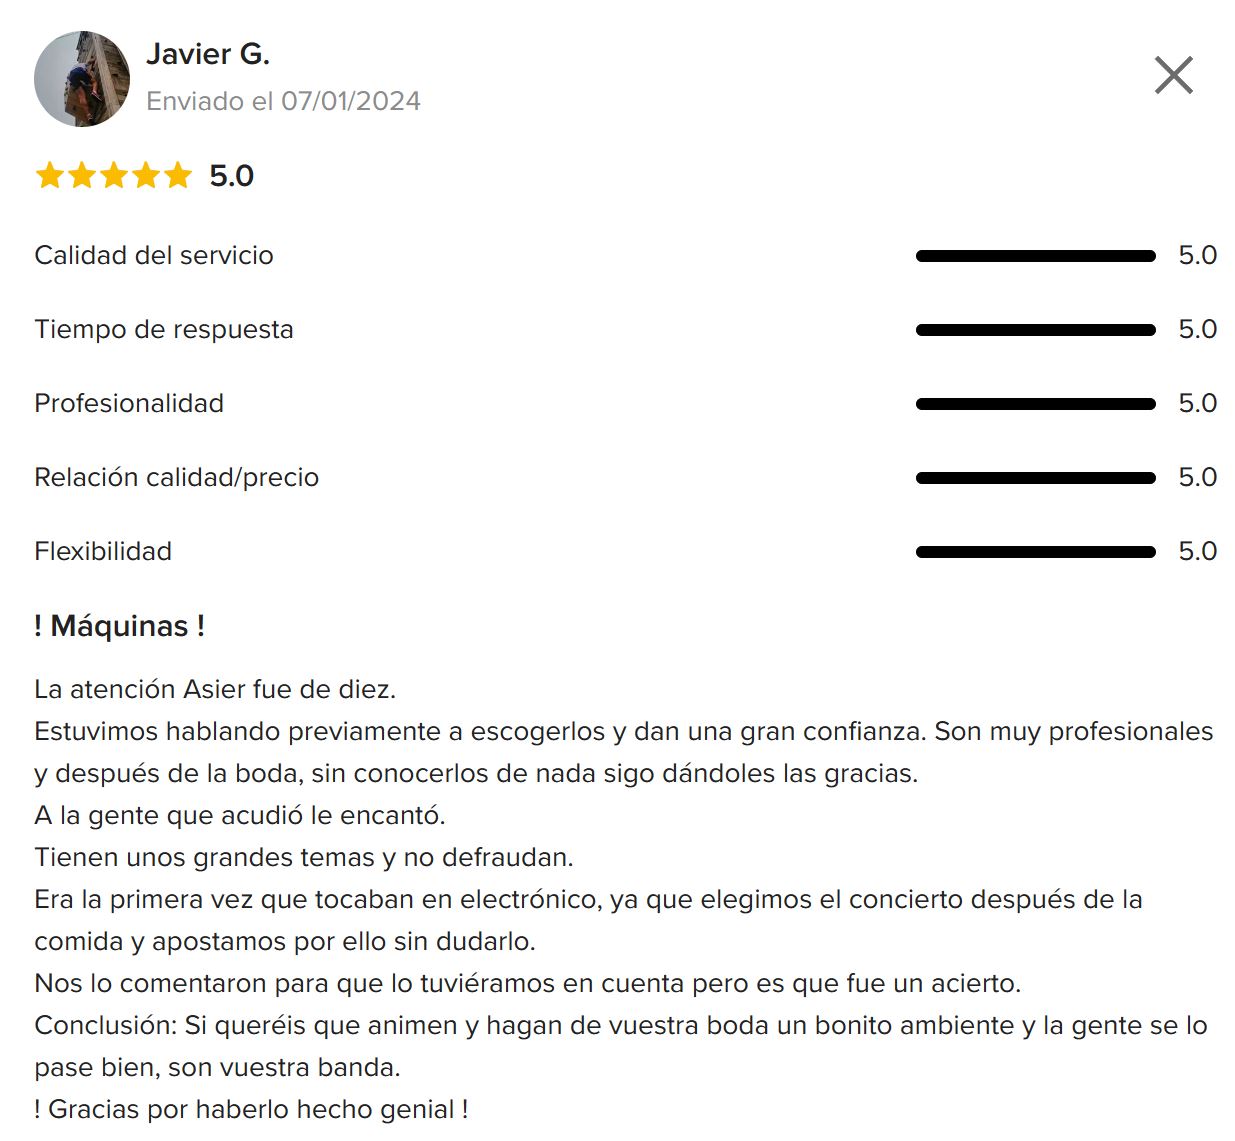 Javier G.
Enviado el 07/01/2024
5.0
Calidad del servicio 5.0
Tiempo de respuesta 5.0
Profesionalidad 5.0
Relación calidad/precio 5.0
Flexibilidad 5.0
! Máquinas !
La atención Asier fue de diez.
Estuvimos hablando previamente a escogerlos y dan una gran confianza. Son muy profesionales
y después de la boda, sin conocerlos de nada sigo dándoles las gracias.
A la gente que acudió le encantó.
Tienen unos grandes temas y no defraudan.
Era la primera vez que tocaban en electrónico, ya que elegimos el concierto después de la
comida y apostamos por ello sin dudarlo.
Nos lo comentaron para que lo tuviéramos en cuenta pero es que fue un acierto.
Conclusión: Si queréis que animen y hagan de vuestra boda un bonito ambiente y la gente se lo
pase bien, son vuestra banda.
! Gracias por haberlo hecho genial !